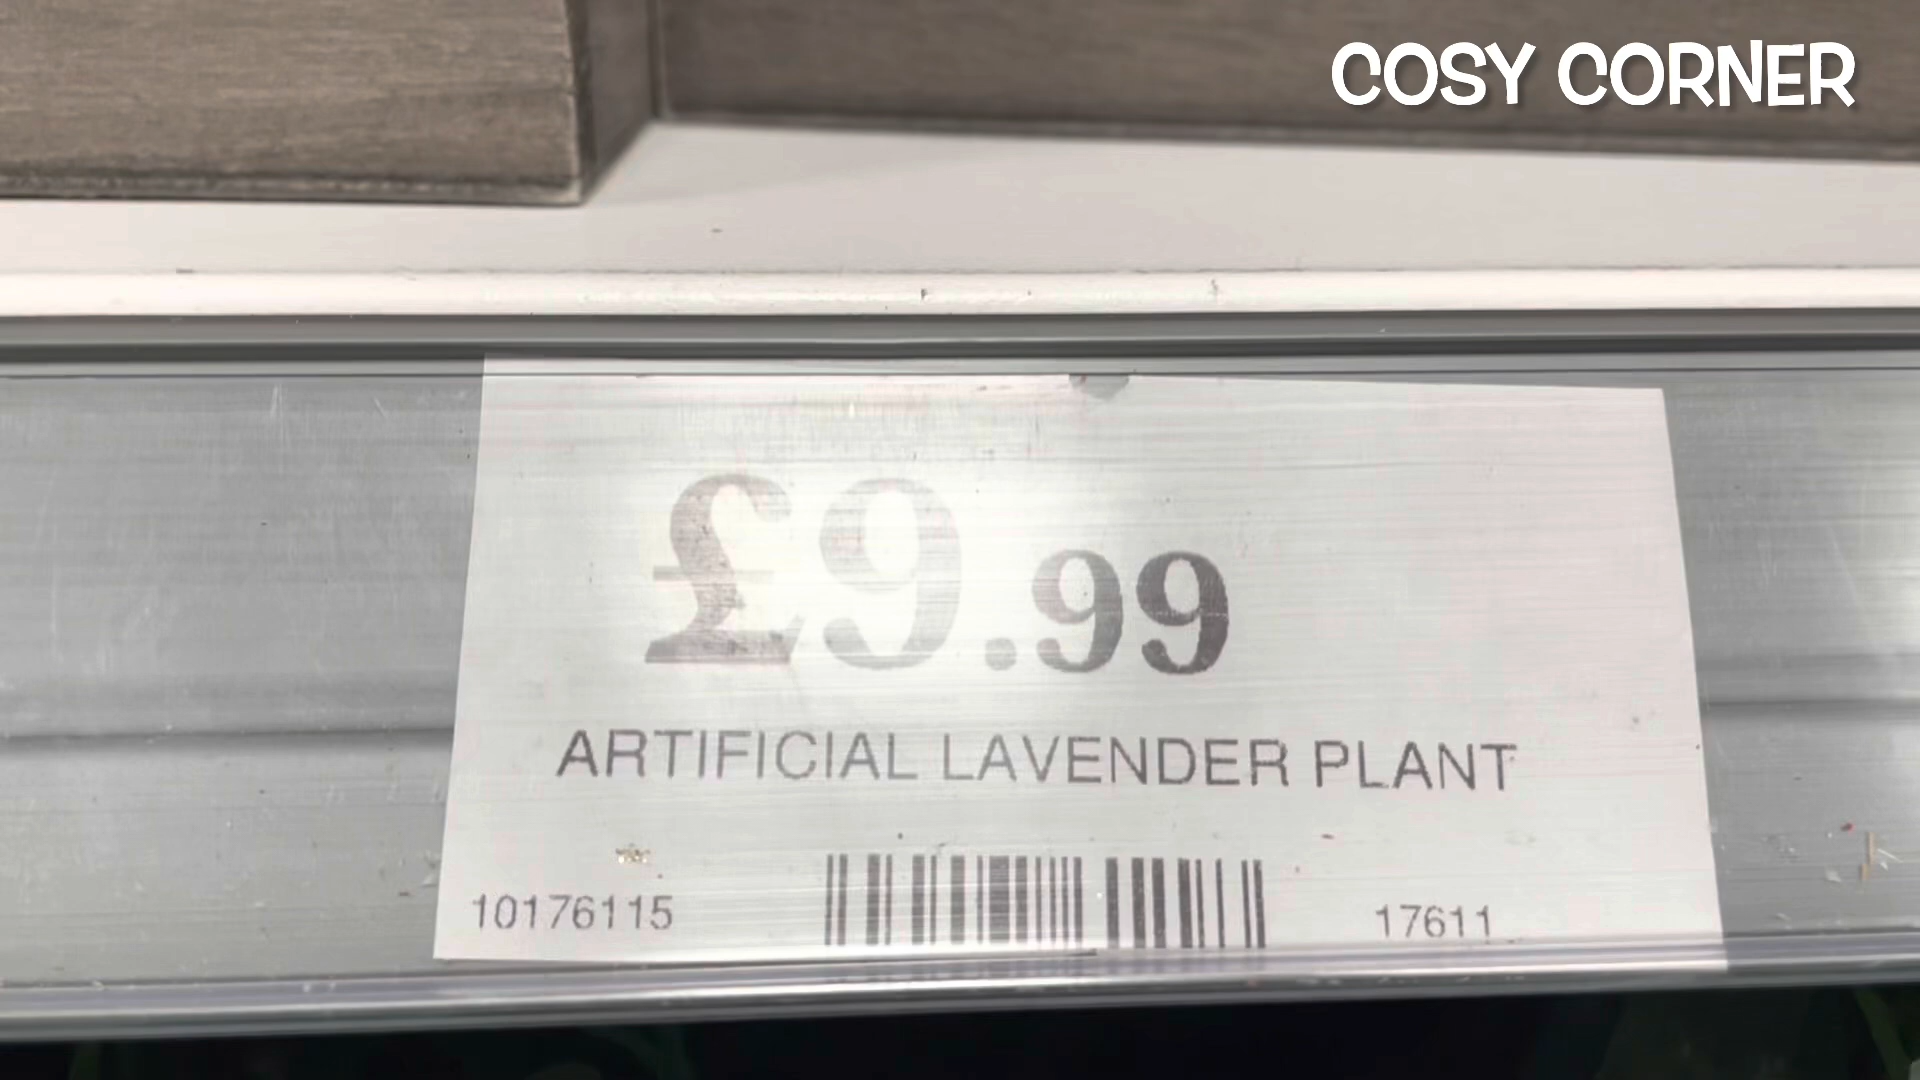 COSY CORNER
£9.99
ARTIFICIAL LAVENDER PLANT
10176115
17611